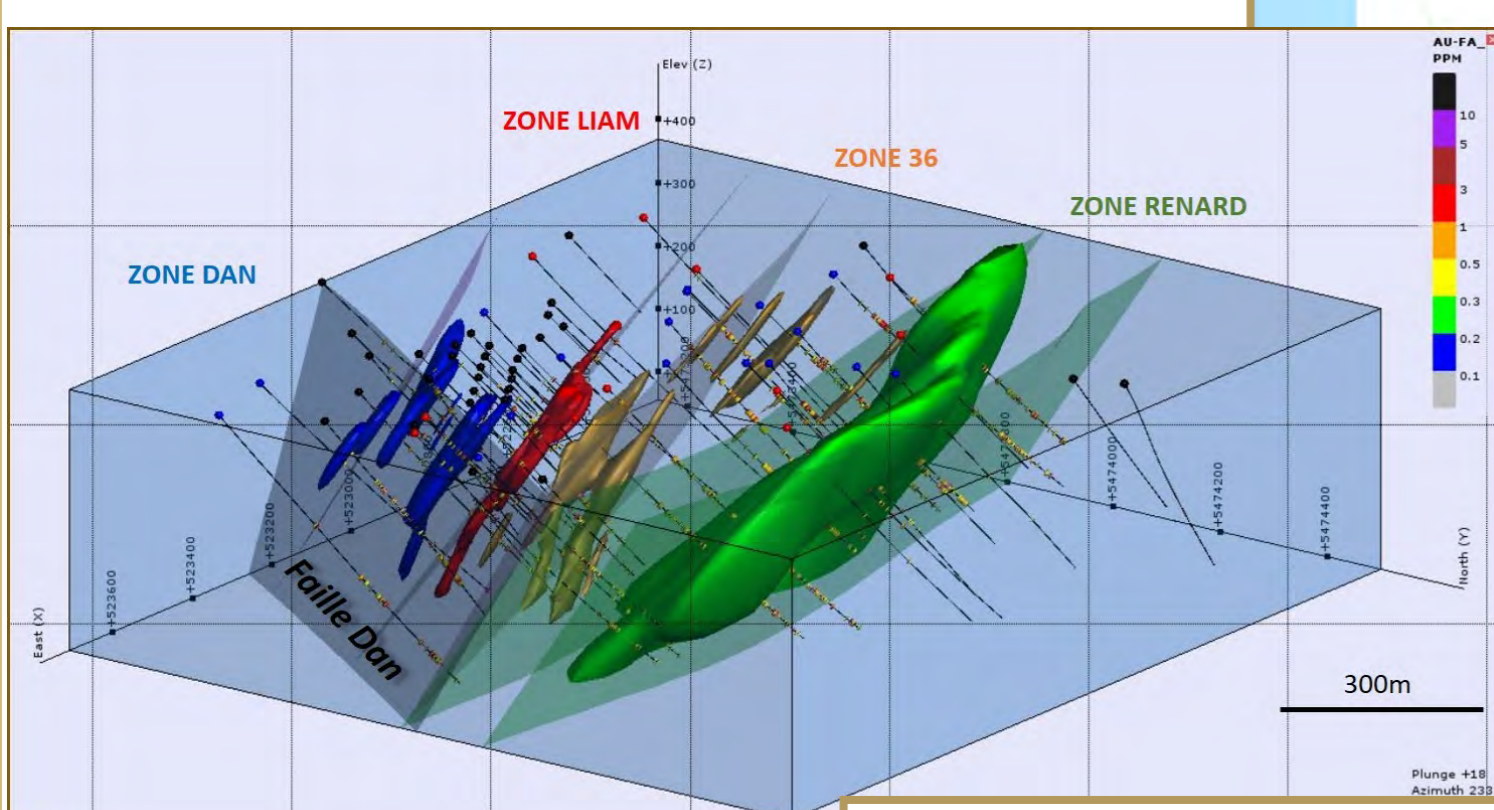 AU-FA_
PPM
10
5
3
1
0.5
0.3
0.2
0.1
Elev (Z)
+400
+300
+200
+100
ZONE LIAM
ZONE 36
ZONE RENARD
ZONE DAN
+523000
+523200
+523400
+523600
East (X)
Faille Dan
+5474000
+5474200
+5474400
North (Y)
300m
Plunge +18
Azimuth 233